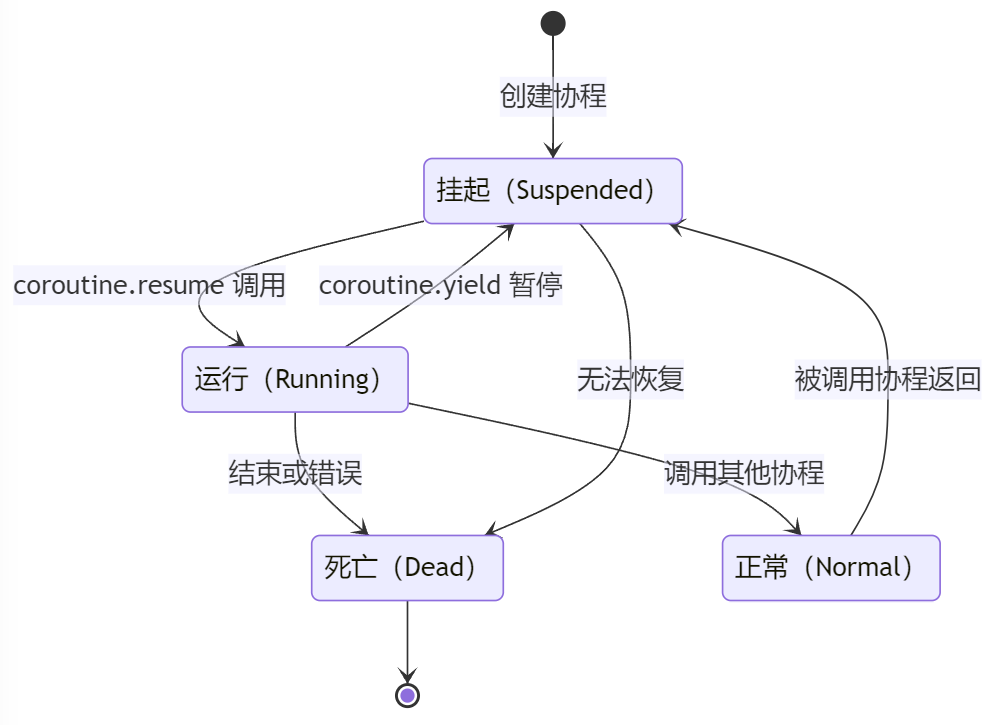 创建协程
挂起（Suspended）
coroutine.resume 调用
coroutine.yield 暂停
运行（Running）
无法恢复
被调用协程返回
结束或错误
调用其他协程
死亡（Dead）
正常（Normal）